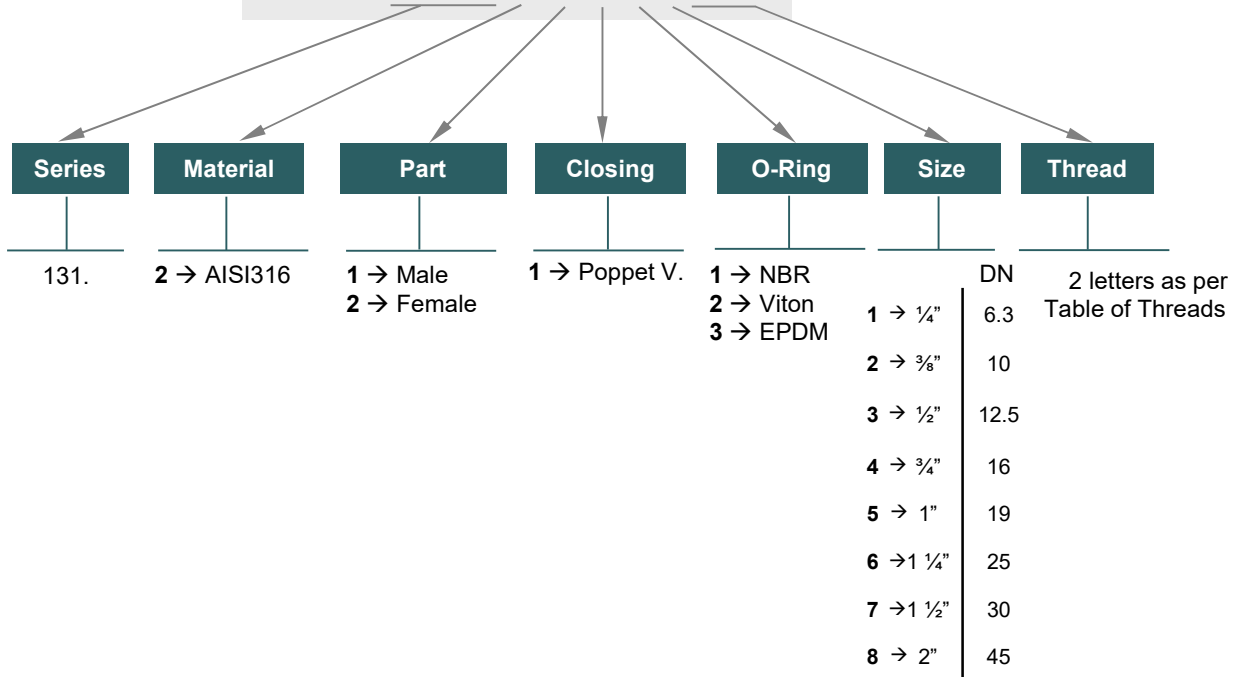 Series Material Part Closing O-Ring Size Thread
131.
2 → AISI316
1 → Male
2 → Female
1 → Poppet V.
1 → NBR
2 → Viton
3 → EPDM
DN
1 → ¼” 6.3
2 → ⅜” 10
3 → ½” 12.5
4 → ¾” 16
5 → 1” 19
6 →1 ¼” 25
7 →1 ½” 30
8 → 2” 45
2 letters as per
Table of Threads